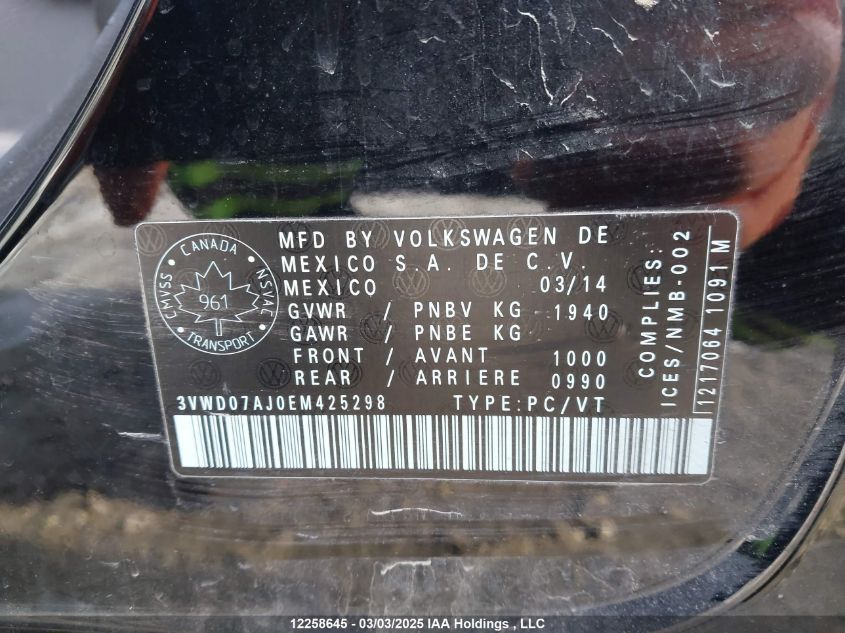 CANADA
CMVSS
NSVAC
961
TRANSPORT
MFD BY VOLKSWAGEN DE
MEXICO S.A. DE C.V.
MEXICO 03/14
GVWR / PNBV KG 1940
GAWR / PNBE KG
FRONT / AVANT 1000
REAR / ARRIERE 0990
3VWD07AJ0EM425298 TYPE:PC/VT
COMPLIES:
ICES/NMB-002
1217064 1091 M
12258645 - 03/03/2025 IAA Holdings , LLC